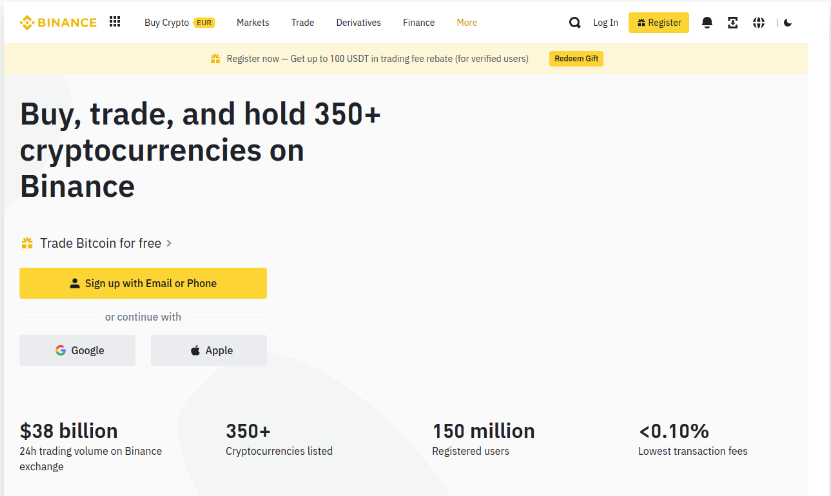 BINANCE Buy Crypto EUR Markets Trade Derivatives Finance More Log In Register
Register now — Get up to 100 USDT in trading fee rebate (for verified users) Redeem Gift
Buy, trade, and hold 350+
cryptocurrencies on
Binance
Trade Bitcoin for free
Sign up with Email or Phone
or continue with
Google Apple
$38 billion 350+ 150 million <0.10%
24h trading volume on Binance Cryptocurrencies listed Registered users Lowest transaction fees
exchange